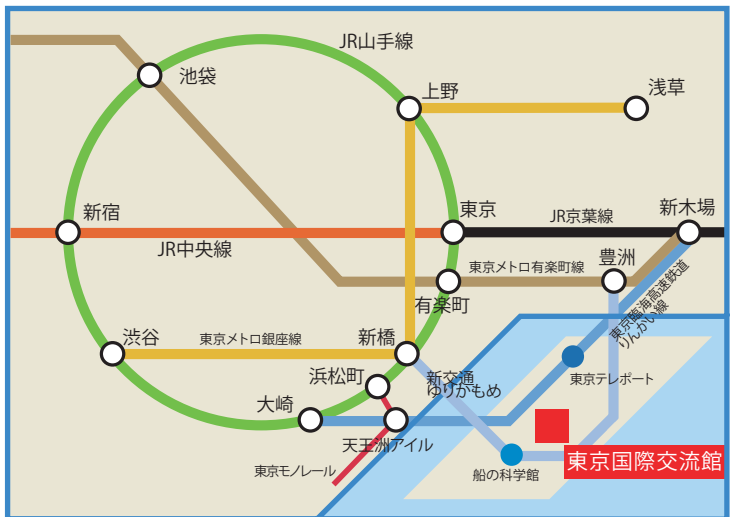 JR山手線
池袋
上野
浅草
新宿
東京
JR京葉線
新木場
JR中央線
東京メトロ有楽町線
豊洲
有楽町
東京臨海高速鉄道
りんかい線
渋谷
東京メトロ銀座線
新橋
浜松町
新交通
ゆりかもめ
東京テレポート
大崎
天王洲アイル
東京モノレール
船の科学館
東京国際交流館